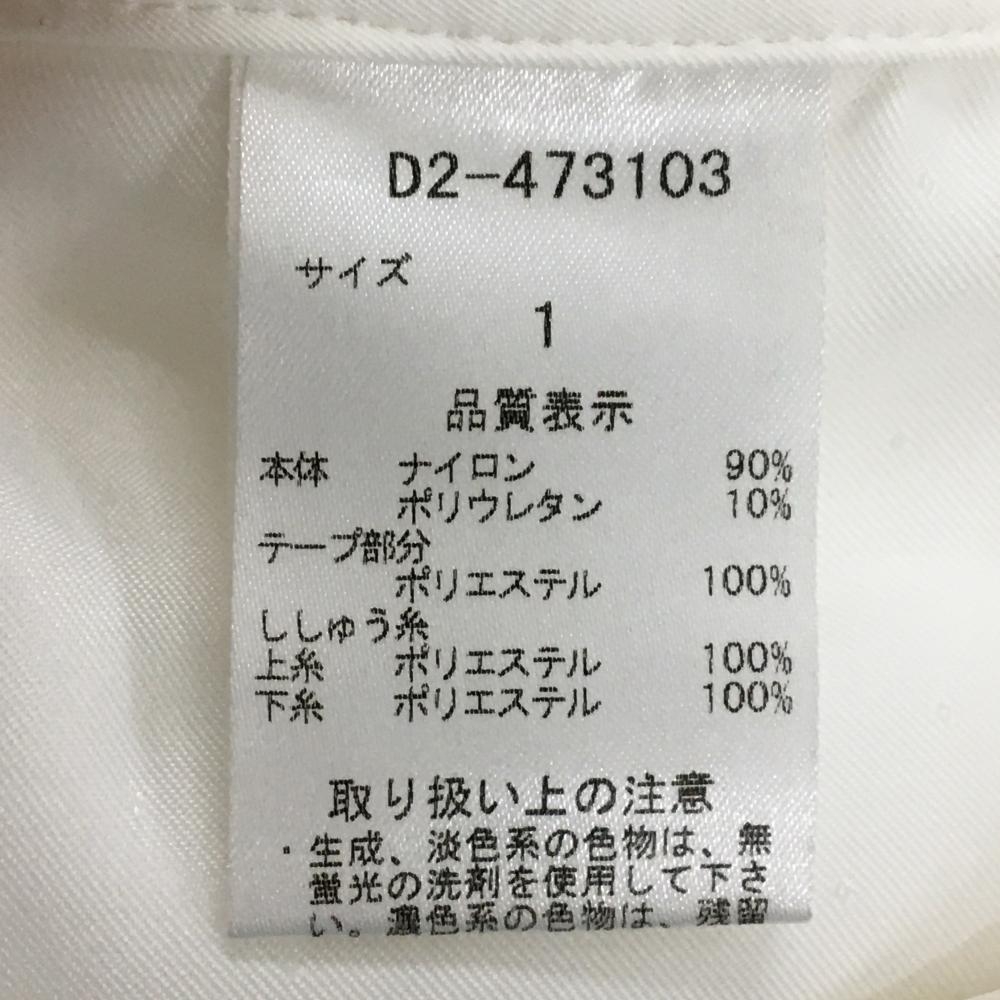 D2-473103
サイズ
1
品質表示
本体 ナイロン 90%
ポリウレタン 10%
テープ部分
ポリエステル 100%
ししゅう糸
上糸 ポリエステル 100%
下糸 ポリエステル 100%
取り扱い上の注意
・生成、淡色系の色物は、無
蛍光の洗剤を使用して下さ
い。濃色系の色物は、残留